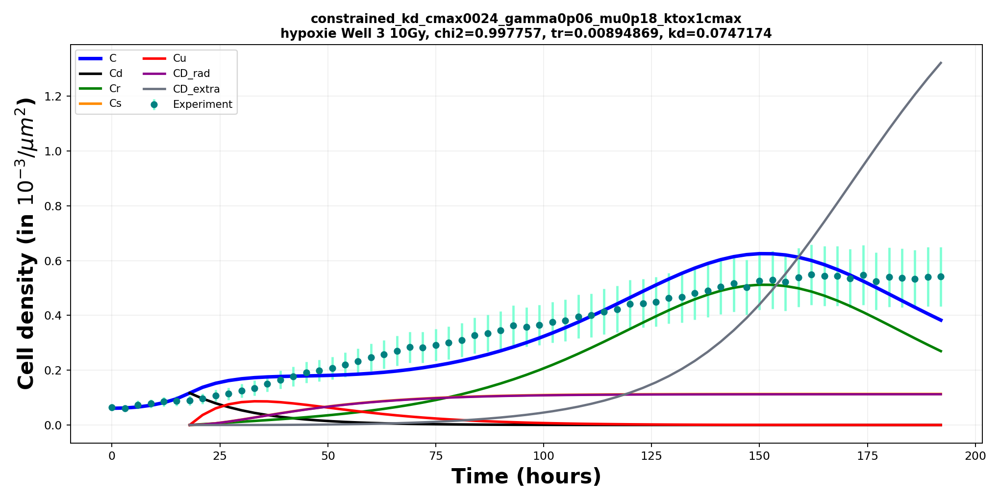 constrained_kd_cmax0024_gamma0p06_mu0p18_ktox1cmax
hypoxie Well 3 10Gy, chi2=0.997757, tr=0.00894869, kd=0.0747174
C
Cd
Cr
Cs
Cu
CD_rad
CD_extra
Experiment
Cell density (in 10⁻³/μm²)
1.2
1.0
0.8
0.6
0.4
0.2
0.0
0
25
50
75
100
125
150
175
200
Time (hours)